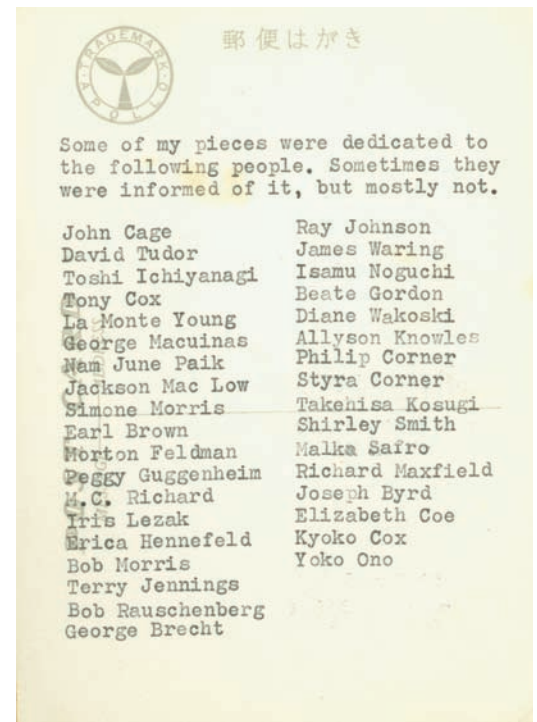 TRADEMARK · APOLLO
郵便はがき
Some of my pieces were dedicated to
the following people. Sometimes they
were informed of it, but mostly not.
John Cage
David Tudor
Toshi Ichiyanagi
Tony Cox
La Monte Young
George Macuinas
Nam June Paik
Jackson Mac Low
Simone Morris
Earl Brown
Morton Feldman
Peggy Guggenheim
M.C. Richard
Iris Lezak
Erica Hennefeld
Bob Morris
Terry Jennings
Bob Rauschenberg
George Brecht
Ray Johnson
James Waring
Isamu Noguchi
Beate Gordon
Diane Wakoski
Allyson Knowles
Philip Corner
Styra Corner
Takehisa Kosugi
Shirley Smith
Malka Safro
Richard Maxfield
Joseph Byrd
Elizabeth Coe
Kyoko Cox
Yoko Ono